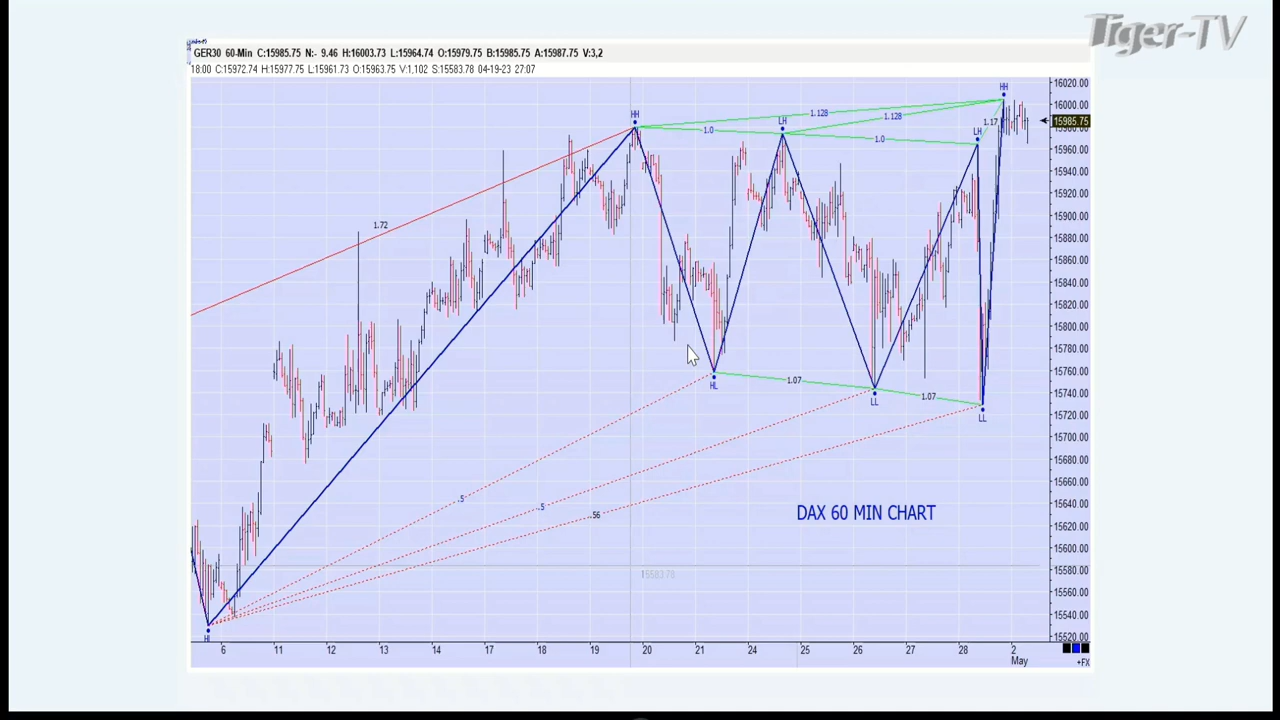 Tiger-TV
GER30 60-Min C:15985.75 N:- 9.46 H:16003.73 L:15964.74 O:15979.75 B:15985.75 A:15987.75 V:3,2
18:00 C:15972.74 H:15977.75 L:15961.73 O:15963.75 V:1,102 S:15583.78 04-19-23 27:07
16020.00
HH
HH
1.128
16000.00
LH
1.128
1.17
15985.75
1.0
LH
15980.00
1.0
15960.00
15940.00
15920.00
1.72
15900.00
15880.00
15860.00
15840.00
15820.00
15800.00
15780.00
15760.00
HL
1.07
15740.00
1.07
LL
15720.00
LL
15700.00
15680.00
15660.00
.5
.5
15640.00
.56
DAX 60 MIN CHART
15620.00
15600.00
15580.00
15583.78
15560.00
15540.00
15520.00
6 11 12 13 14 17 18 19 20 21 24 25 26 27 28 2
May
+FX